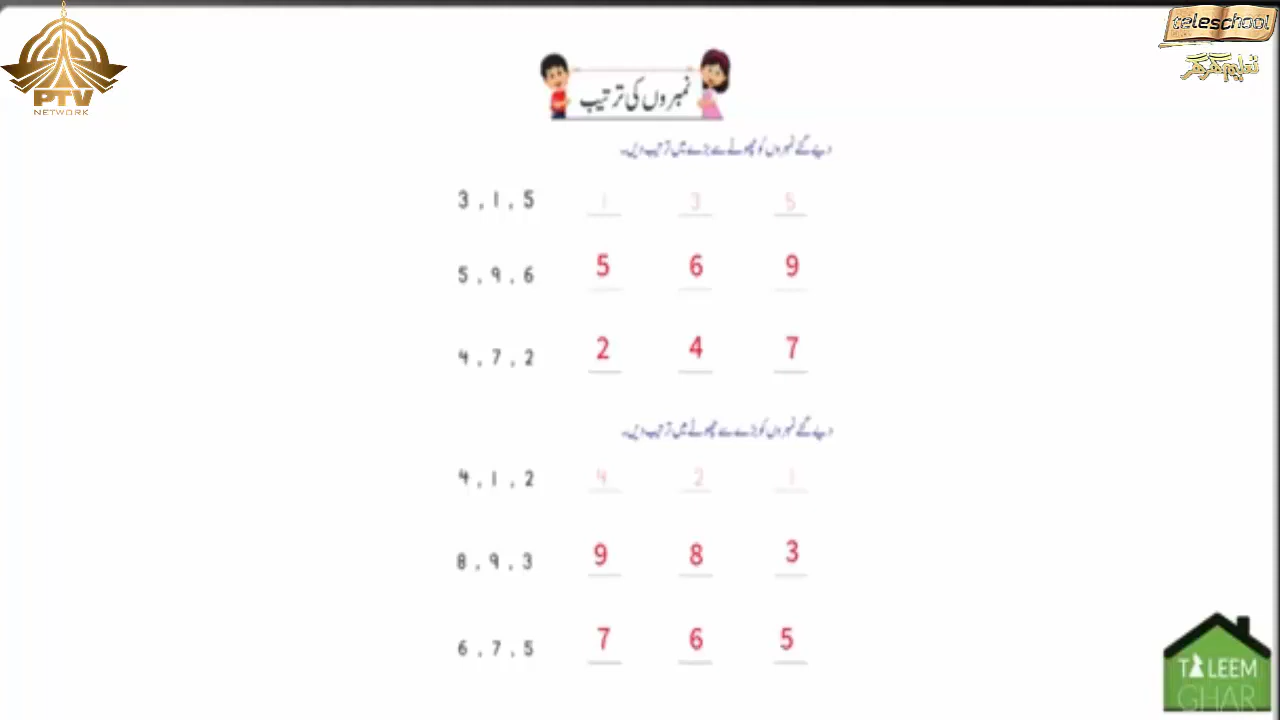 PTV
NETWORK
teleschool
تعلیم گھر گھر
نمبروں کی ترتیب
دیے گئے نمبروں کو چھوٹے سے بڑے میں ترتیب دیں۔
3 , 1 , 5 1 3 5
5 , 9 , 6 5 6 9
4 , 7 , 2 2 4 7
دیے گئے نمبروں کو بڑے سے چھوٹے میں ترتیب دیں۔
4 , 1 , 2 4 2 1
8 , 9 , 3 9 8 3
6 , 7 , 5 7 6 5
TALEEM
GHAR